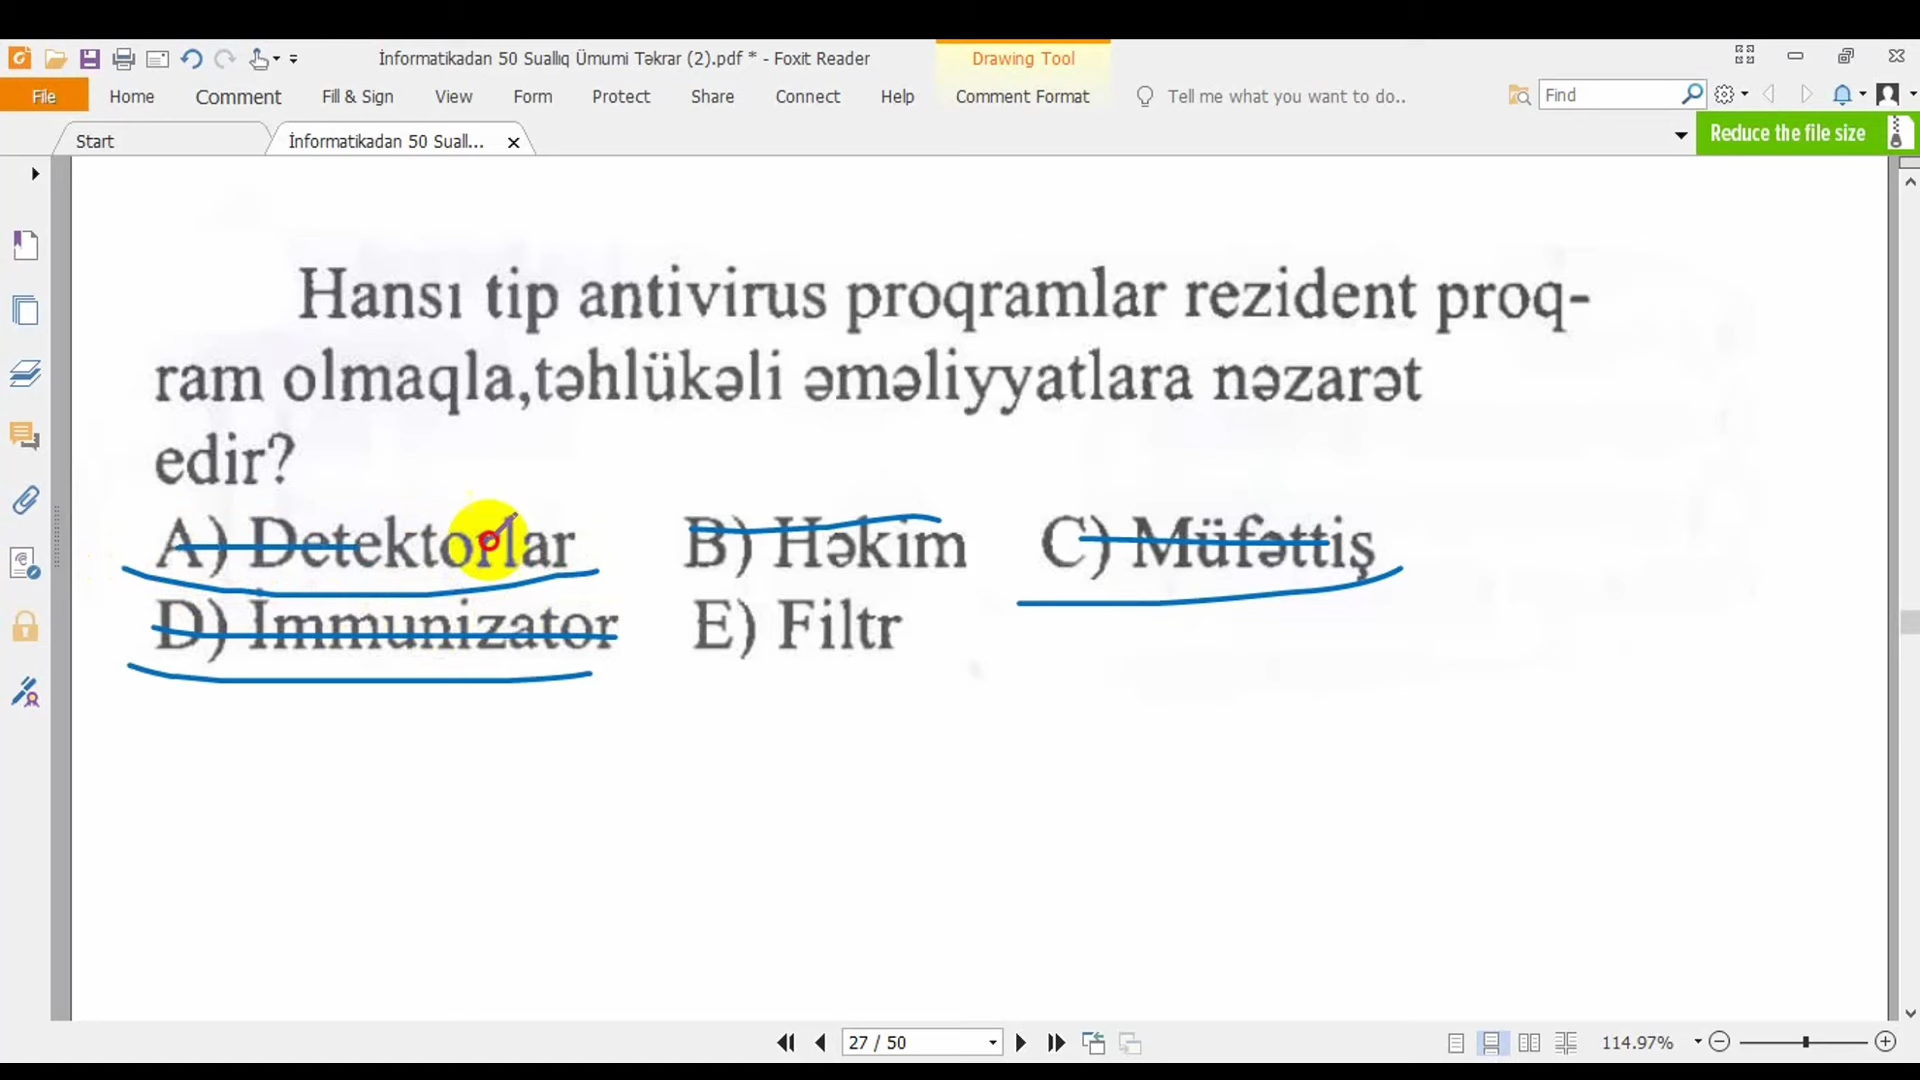 İnformatikadan 50 Suallıq Ümumi Təkrar (2).pdf * - Foxit Reader
Drawing Tool
File Home Comment Fill & Sign View Form Protect Share Connect Help Comment Format Tell me what you want to do.. Find
Start İnformatikadan 50 Suall... Reduce the file size
Hansı tip antivirus proqramlar rezident proq-
ram olmaqla,təhlükəli əməliyyatlara nəzarət
edir?
A) Detektorlar B) Həkim C) Müfəttiş
D) İmmunizator E) Filtr
27 / 50 114.97%